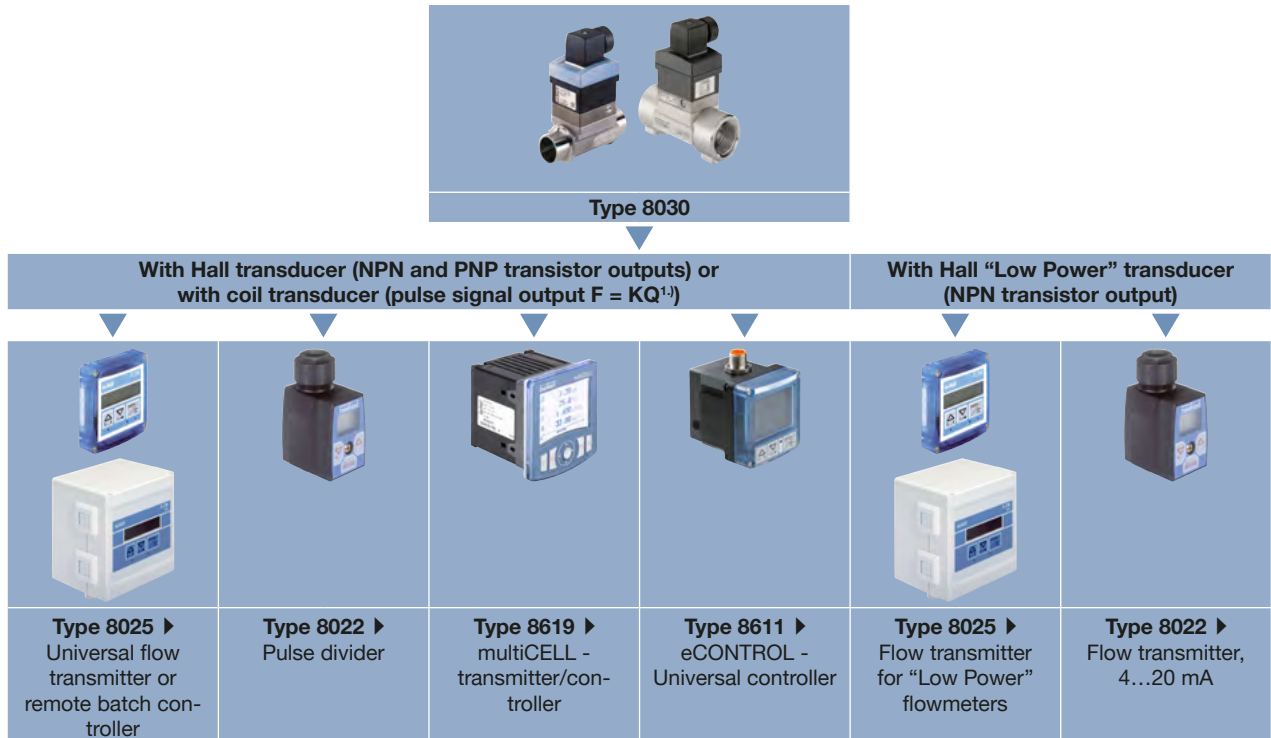 Type 8030
With Hall transducer (NPN and PNP transistor outputs) or
with coil transducer (pulse signal output F = KQ¹·⁾)
With Hall “Low Power” transducer
(NPN transistor output)
Type 8025 ▶
Universal flow
transmitter or
remote batch con-
troller
Type 8022 ▶
Pulse divider
Type 8619 ▶
multiCELL -
transmitter/con-
troller
Type 8611 ▶
eCONTROL -
Universal controller
Type 8025 ▶
Flow transmitter
for “Low Power”
flowmeters
Type 8022 ▶
Flow transmitter,
4…20 mA